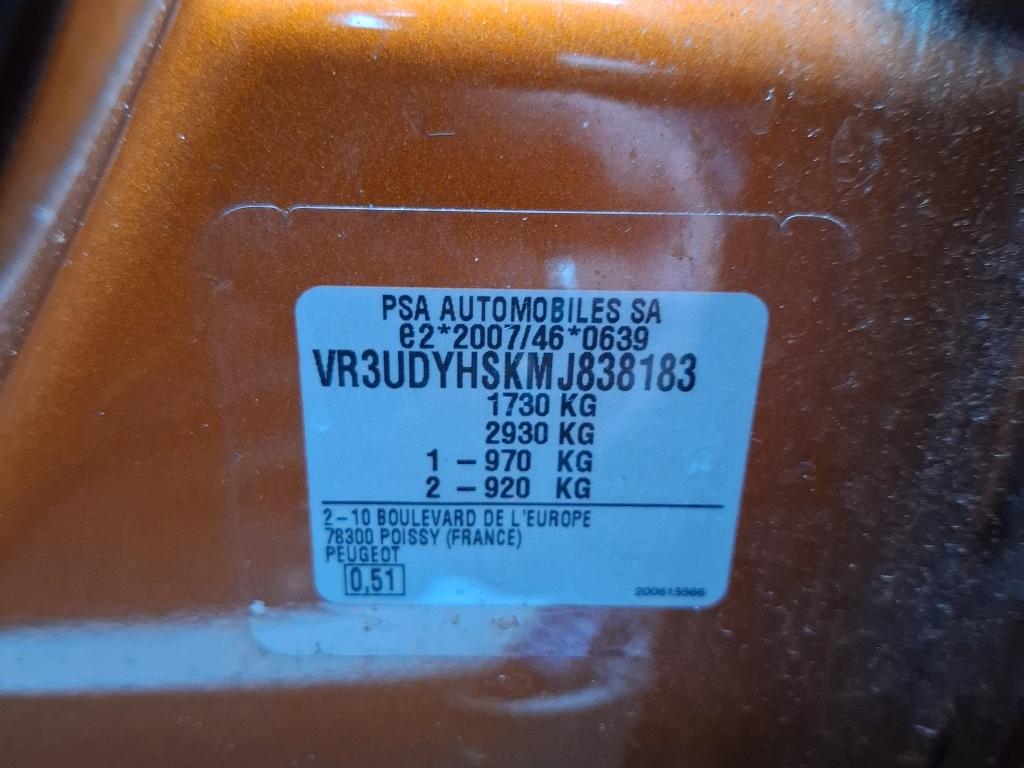 PSA AUTOMOBILES SA
e2*2007/46*0639
VR3UDYHSKMJ838183
1730 KG
2930 KG
1 – 970 KG
2 – 920 KG
2–10 BOULEVARD DE L'EUROPE
78300 POISSY (FRANCE)
PEUGEOT
0,51
200615566